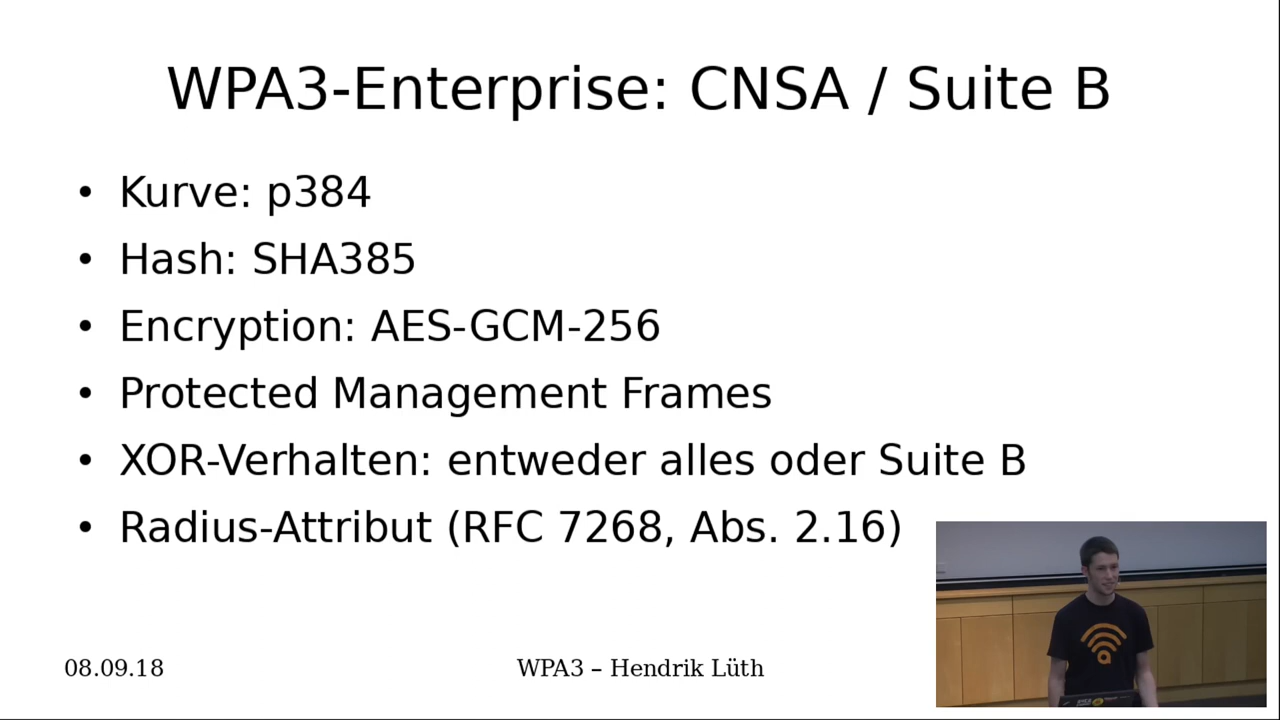 WPA3-Enterprise: CNSA / Suite B
• Kurve: p384
• Hash: SHA385
• Encryption: AES-GCM-256
• Protected Management Frames
• XOR-Verhalten: entweder alles oder Suite B
• Radius-Attribut (RFC 7268, Abs. 2.16)
08.09.18
WPA3 – Hendrik Lüth